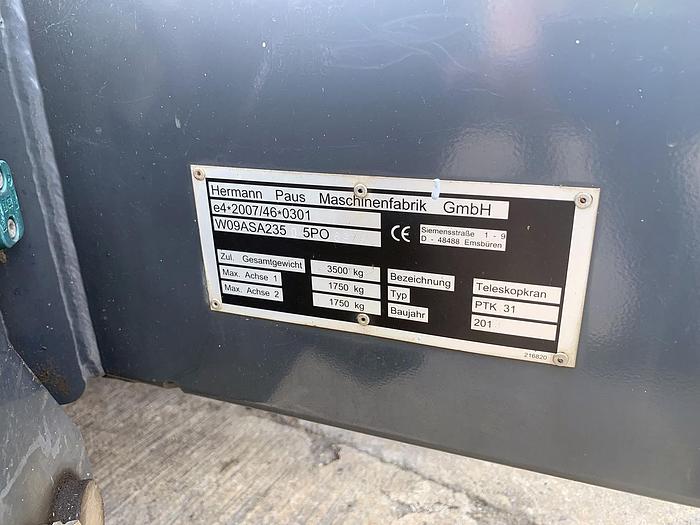 Hermann Paus Maschinenfabrik GmbH
e4*2007/46*0301
W09ASA235 5PO
CE
Siemensstraße 1 - 9
D - 48488 Emsbüren
Zul. Gesamtgewicht 3500 kg
Max. Achse 1 1750 kg
Max. Achse 2 1750 kg
Bezeichnung Teleskopkran
Typ PTK 31
Baujahr 201
216820